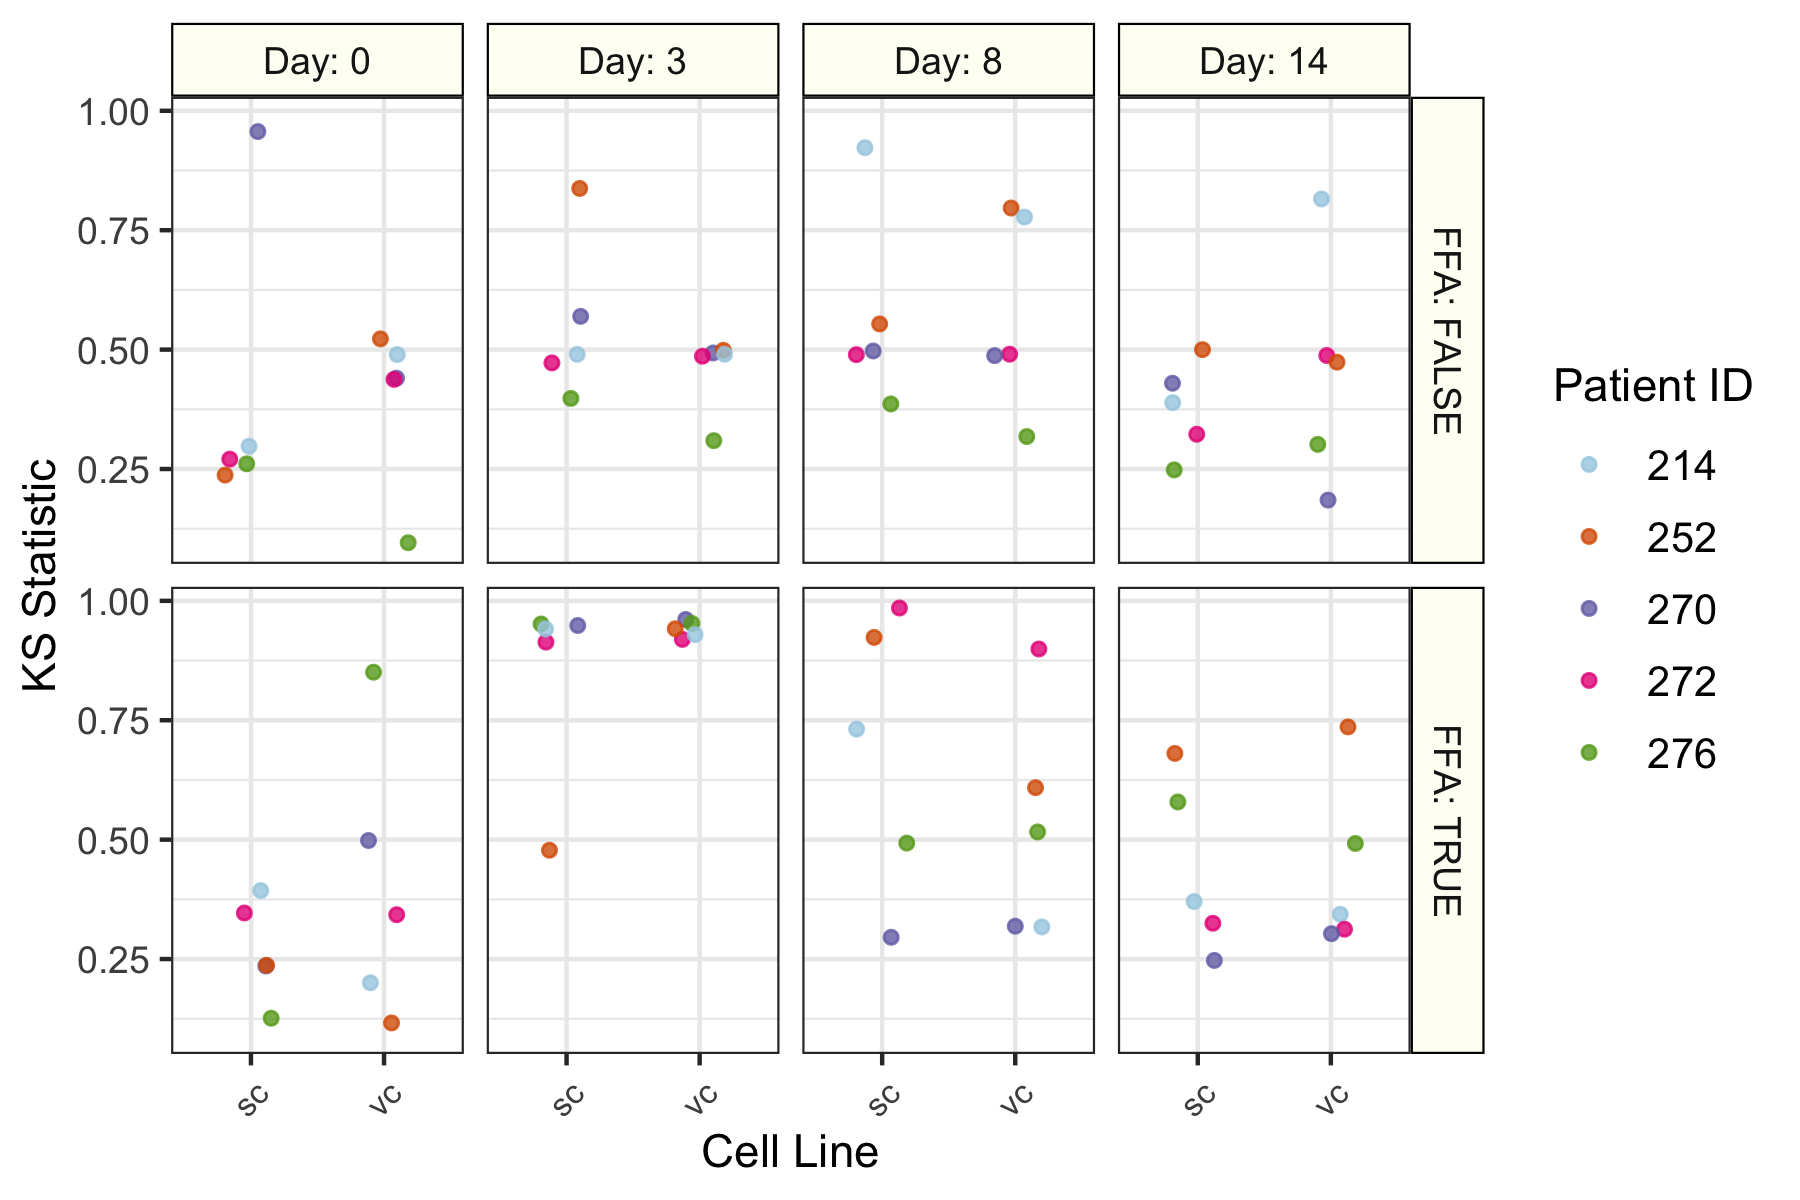 Day: 0
Day: 3
Day: 8
Day: 14
1.00
0.75
0.50
0.25
FFA: FALSE
1.00
0.75
0.50
0.25
FFA: TRUE
KS Statistic
sc
vc
sc
vc
sc
vc
sc
vc
Cell Line
Patient ID
214
252
270
272
276